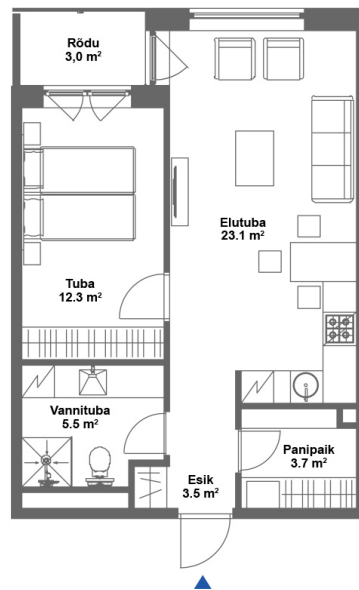 Rõdu
3,0 m²
Elutuba
23.1 m²
Tuba
12.3 m²
Vannituba
5.5 m²
Panipaik
3.7 m²
Esik
3.5 m²